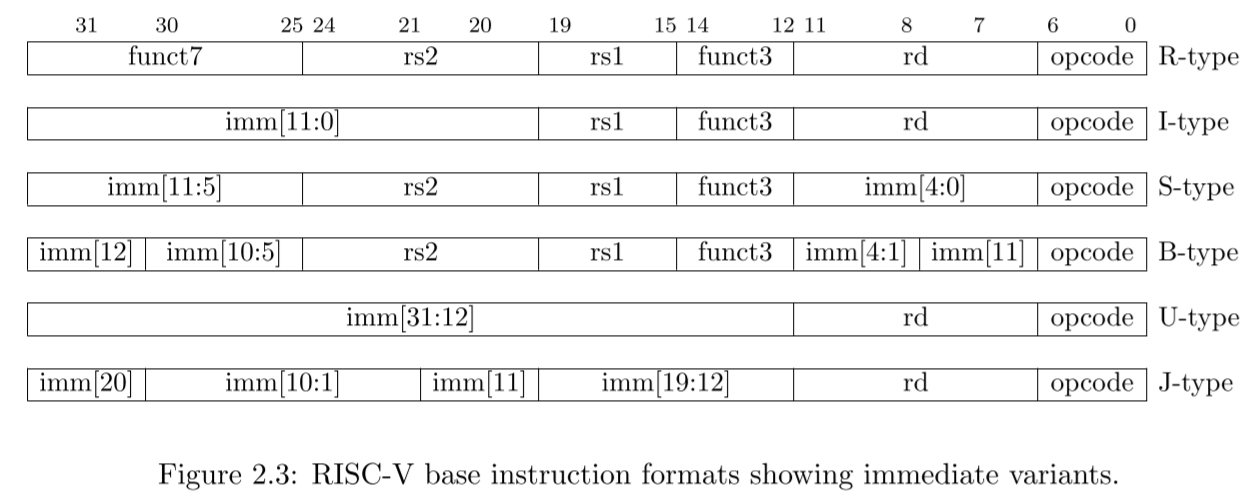 31 30 25 24 21 20 19 15 14 12 11 8 7 6 0
funct7 rs2 rs1 funct3 rd opcode R-type
imm[11:0] rs1 funct3 rd opcode I-type
imm[11:5] rs2 rs1 funct3 imm[4:0] opcode S-type
imm[12] imm[10:5] rs2 rs1 funct3 imm[4:1] imm[11] opcode B-type
imm[31:12] rd opcode U-type
imm[20] imm[10:1] imm[11] imm[19:12] rd opcode J-type
Figure 2.3: RISC-V base instruction formats showing immediate variants.